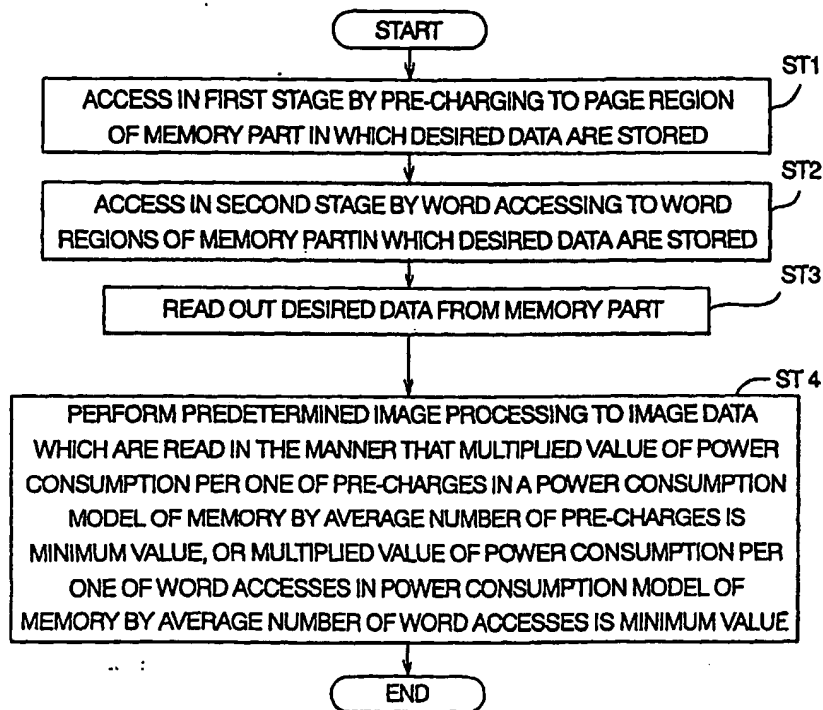 START
ST1
ACCESS IN FIRST STAGE BY PRE-CHARGING TO PAGE REGION
OF MEMORY PART IN WHICH DESIRED DATA ARE STORED
ST2
ACCESS IN SECOND STAGE BY WORD ACCESSING TO WORD
REGIONS OF MEMORY PARTIN WHICH DESIRED DATA ARE STORED
ST3
READ OUT DESIRED DATA FROM MEMORY PART
ST4
PERFORM PREDETERMINED IMAGE PROCESSING TO IMAGE DATA
WHICH ARE READ IN THE MANNER THAT MULTIPLIED VALUE OF POWER
CONSUMPTION PER ONE OF PRE-CHARGES IN A POWER CONSUMPTION
MODEL OF MEMORY BY AVERAGE NUMBER OF PRE-CHARGES IS
MINIMUM VALUE, OR MULTIPLIED VALUE OF POWER CONSUMPTION PER
ONE OF WORD ACCESSES IN POWER CONSUMPTION MODEL OF
MEMORY BY AVERAGE NUMBER OF WORD ACCESSES IS MINIMUM VALUE
END